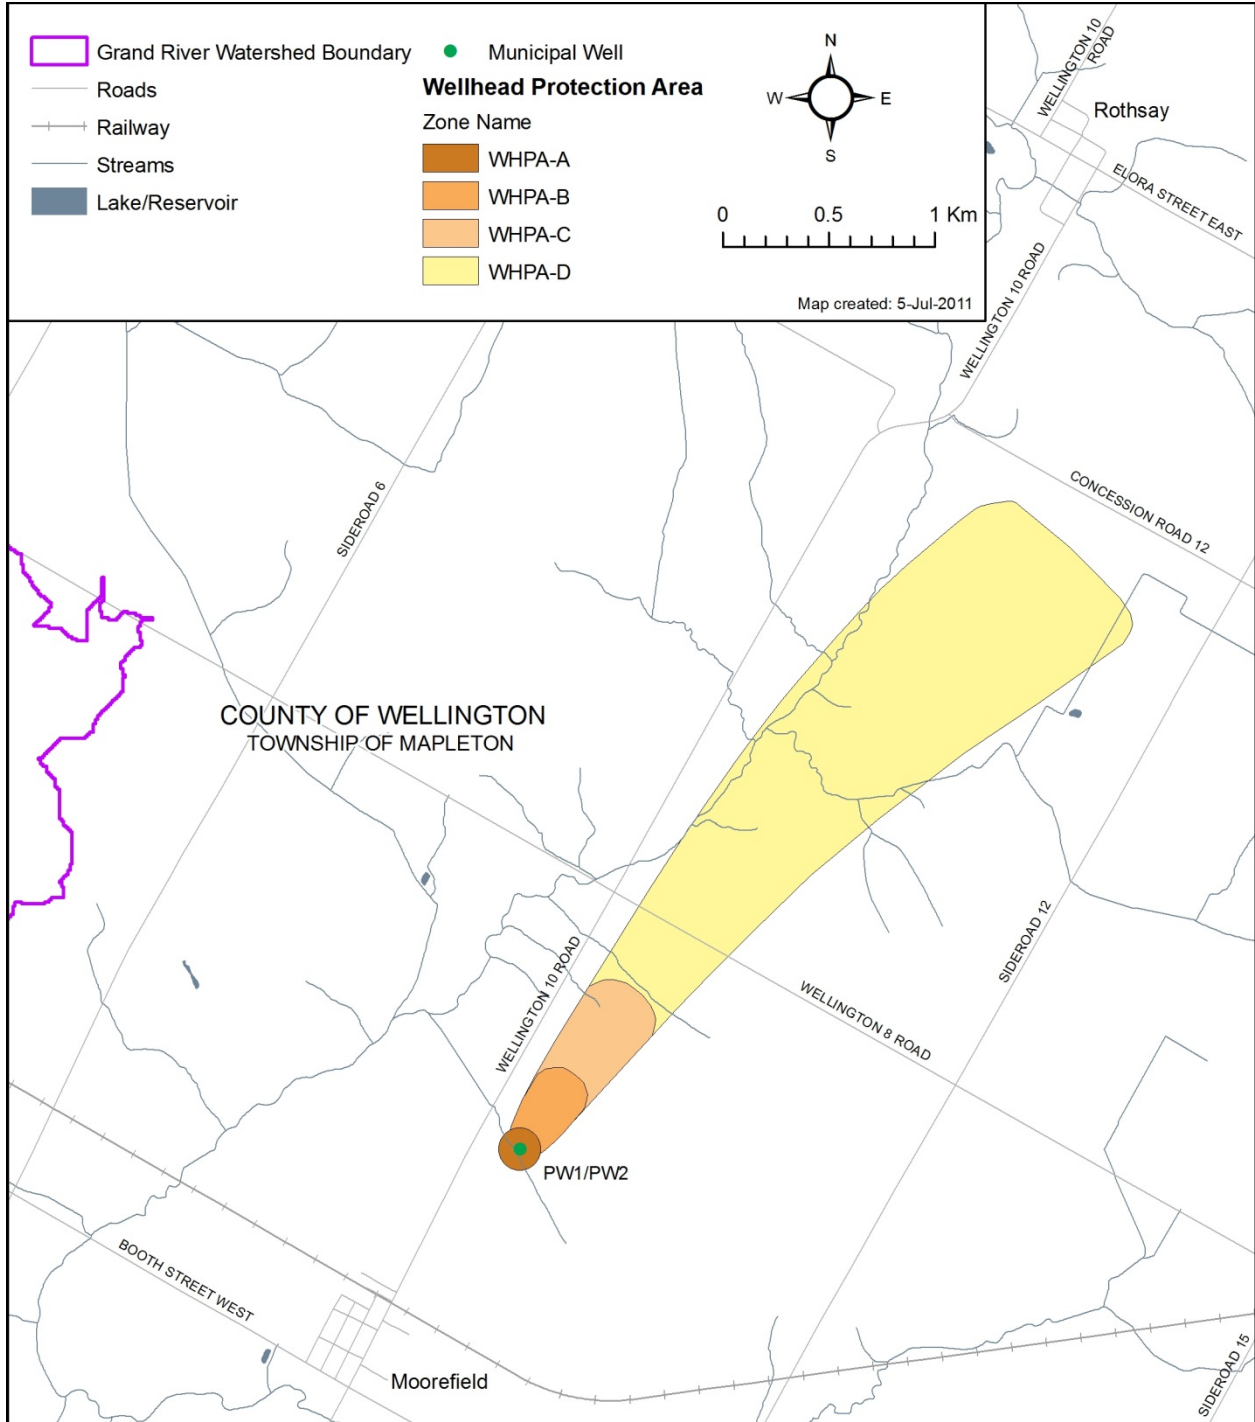 Grand River Watershed Boundary
Roads
Railway
Streams
Lake/Reservoir
Municipal Well
Wellhead Protection Area
Zone Name
WHPA-A
WHPA-B
WHPA-C
WHPA-D
N
W
E
S
0 0.5 1 Km
Map created: 5-Jul-2011
WELLINGTON 10
ROAD
Rothsay
ELORA STREET EAST
WELLINGTON 10 ROAD
SIDEROAD 6
CONCESSION ROAD 12
COUNTY OF WELLINGTON
TOWNSHIP OF MAPLETON
WELLINGTON 10 ROAD
SIDEROAD 12
WELLINGTON 8 ROAD
PW1/PW2
BOOTH STREET WEST
Moorefield
SIDEROAD 15